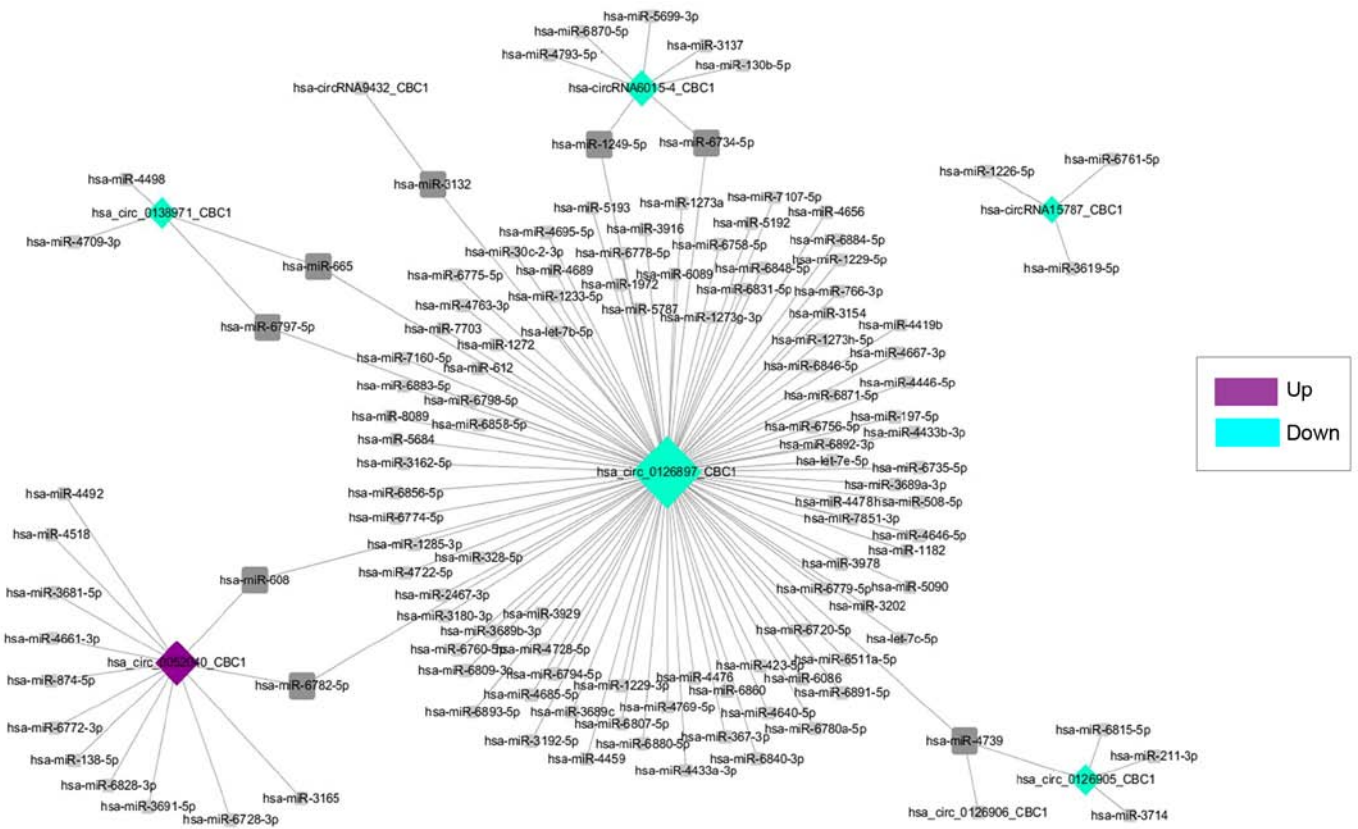 hsa-miR-5699-3p
hsa-miR-6870-5p
hsa-miR-3137
hsa-miR-4793-5p
hsa-miR-130b-5p
hsa-circRNA9432_CBC1
hsa-circRNA6015-4_CBC1
hsa-miR-1249-5p
hsa-miR-6734-5p
hsa-miR-6761-5p
hsa-miR-1226-5p
hsa-miR-4498
hsa-miR-3132
hsa_circ_0138971_CBC1
hsa-circRNA15787_CBC1
hsa-miR-4709-3p
hsa-miR-665
hsa-miR-3619-5p
hsa-miR-6797-5p
hsa-miR-7107-5p
hsa-miR-5193
hsa-miR-1273a
hsa-miR-4656
hsa-miR-5192
hsa-miR-4695-5p
hsa-miR-3916
hsa-miR-6884-5p
hsa-miR-30c-2-3p
hsa-miR-6778-5p
hsa-miR-6758-5p
hsa-miR-1229-5p
hsa-miR-6775-5p
hsa-miR-4689
hsa-miR-6089
hsa-miR-6848-5p
hsa-miR-1972
hsa-miR-6831-5p
hsa-miR-766-3p
hsa-miR-1233-5p
hsa-miR-4763-3p
hsa-miR-5787
hsa-miR-1273g-3p
hsa-miR-3154
hsa-miR-7703
hsa-let-7b-5p
hsa-miR-4419b
hsa-miR-1272
hsa-miR-1273h-5p
hsa-miR-7160-5p
hsa-miR-4667-3p
hsa-miR-612
hsa-miR-6846-5p
hsa-miR-6883-5p
hsa-miR-4446-5p
hsa-miR-6798-5p
hsa-miR-6871-5p
hsa-miR-8089
hsa-miR-197-5p
hsa-miR-6858-5p
hsa-miR-6756-5p
hsa-miR-4433b-3p
hsa-miR-5684
hsa-miR-6892-3p
hsa-miR-3162-5p
hsa-let-7e-5p
hsa-miR-6735-5p
hsa_circ_0126897_CBC1
hsa-miR-3689a-3p
hsa-miR-6856-5p
hsa-miR-4478
hsa-miR-508-5p
hsa-miR-6774-5p
hsa-miR-7851-3p
hsa-miR-4646-5p
hsa-miR-1285-3p
hsa-miR-1182
hsa-miR-328-5p
hsa-miR-3978
hsa-miR-4722-5p
hsa-miR-6779-5p
hsa-miR-5090
hsa-miR-2467-3p
hsa-miR-3202
hsa-miR-3180-3p
hsa-miR-3929
hsa-miR-3689b-3p
hsa-miR-6720-5p
hsa-let-7c-5p
hsa-miR-6760-5p
hsa-miR-4728-5p
hsa-miR-6511a-5p
hsa-miR-6809-3p
hsa-miR-6794-5p
hsa-miR-423-5p
hsa-miR-4476
hsa-miR-6086
hsa-miR-1229-3p
hsa-miR-6860
hsa-miR-6891-5p
hsa-miR-4685-5p
hsa-miR-4769-5p
hsa-miR-6893-5p
hsa-miR-3689c
hsa-miR-4640-5p
hsa-miR-6807-5p
hsa-miR-6780a-5p
hsa-miR-3192-5p
hsa-miR-6880-5p
hsa-miR-367-3p
hsa-miR-4459
hsa-miR-6840-3p
hsa-miR-4433a-3p
hsa-miR-4492
hsa-miR-4518
hsa-miR-608
hsa-miR-3681-5p
hsa-miR-4661-3p
hsa_circ_0052040_CBC1
hsa-miR-874-5p
hsa-miR-6782-5p
hsa-miR-6772-3p
hsa-miR-138-5p
hsa-miR-6828-3p
hsa-miR-3165
hsa-miR-3691-5p
hsa-miR-6728-3p
hsa-miR-4739
hsa-miR-6815-5p
hsa-miR-211-3p
hsa_circ_0126905_CBC1
hsa_circ_0126906_CBC1
hsa-miR-3714
Up
Down